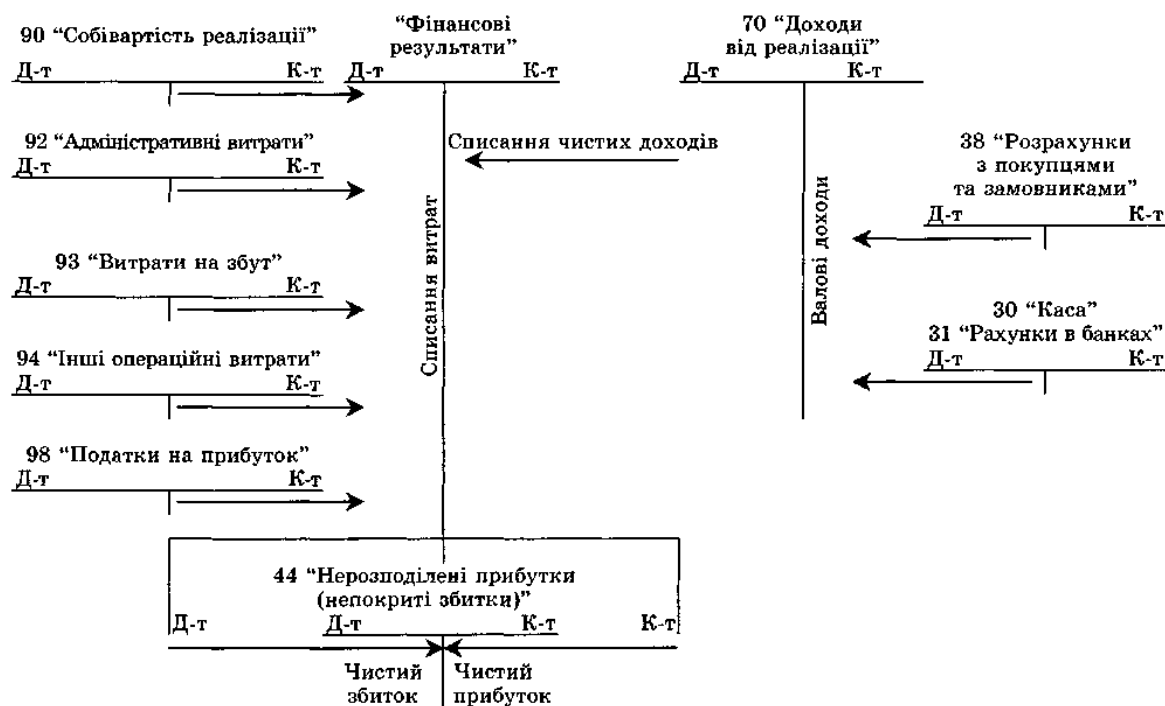 90 “Собівартість реалізації”
Д-т К-т
“Фінансові
результати”
Д-т К-т
70 “Доходи
від реалізації”
Д-т К-т
92 “Адміністративні витрати”
Д-т К-т
Списання чистих доходів
38 “Розрахунки
з покупцями
та замовниками”
Д-т К-т
Списання витрат
Валові доходи
93 “Витрати на збут”
Д-т К-т
30 “Каса”
31 “Рахунки в банках”
Д-т К-т
94 “Інші операційні витрати”
Д-т К-т
98 “Податки на прибуток”
Д-т К-т
44 “Нерозподілені прибутки
(непокриті збитки)”
Д-т Д-т К-т К-т
Чистий
збиток
Чистий
прибуток